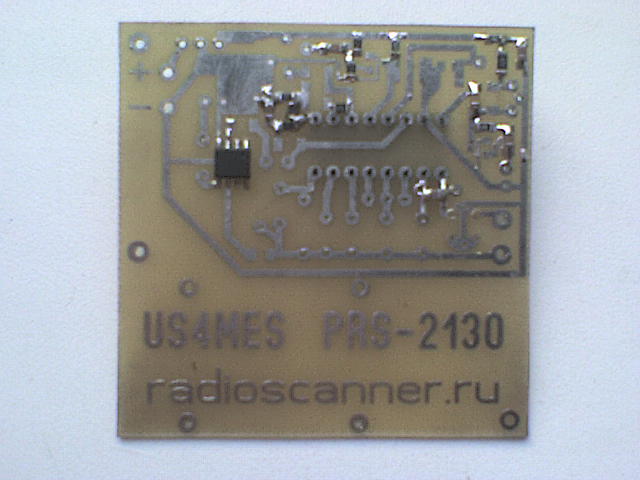 +
−
US4MES PRS-2130
radioscanner.ru